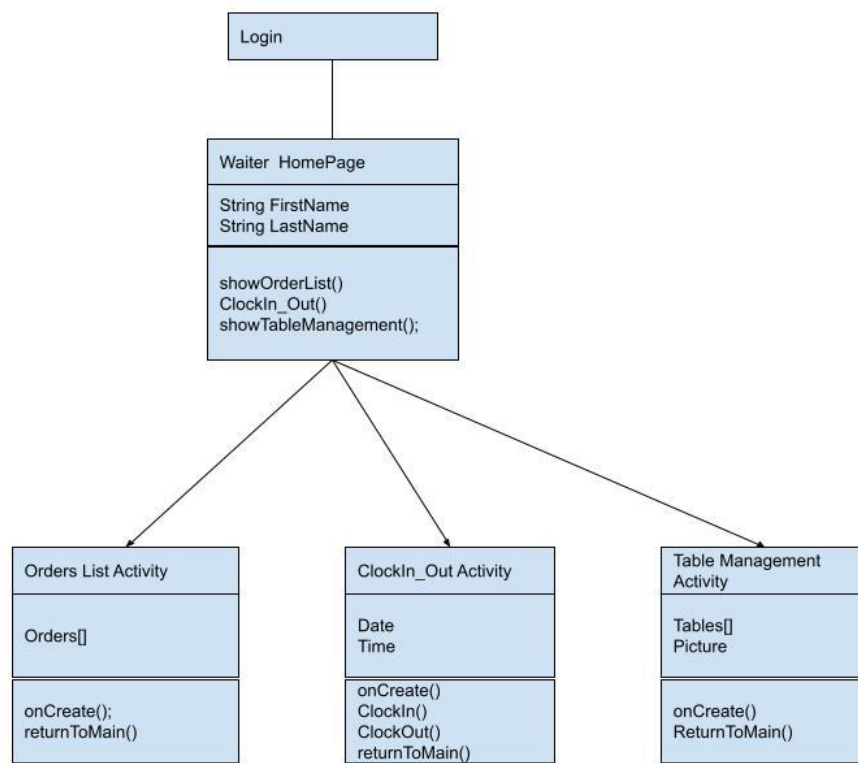 Login
Waiter HomePage
String FirstName
String LastName
showOrderList()
ClockIn_Out()
showTableManagement();
Orders List Activity
Orders[]
onCreate();
returnToMain()
ClockIn_Out Activity
Date
Time
onCreate()
ClockIn()
ClockOut()
returnToMain()
Table Management
Activity
Tables[]
Picture
onCreate()
ReturnToMain()